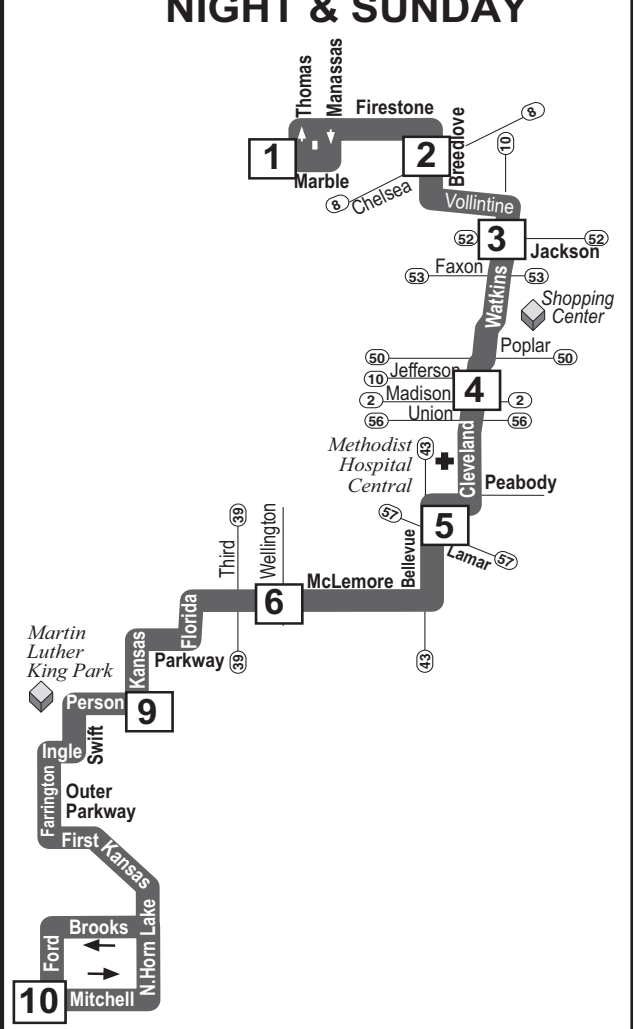 NIGHT & SUNDAY
Thomas
Manassas
Firestone
8
Breedlove
10
1
2
Marble
8
Chelsea
Vollintine
52
3
52
Jackson
Faxon
53
53
Watkins
Shopping
Center
Poplar
50
50
Jefferson
10
4
Madison
2
2
Union
56
56
Cleveland
Methodist
Hospital
Central
43
Peabody
57
5
Lamar
57
Bellevue
39
Third
Wellington
McLemore
6
Florida
39
43
Martin
Luther
King Park
Kansas
Parkway
Person
9
Swift
Ingle
Farrington
Outer
Parkway
First
Kansas
N.Horn Lake
Brooks
Ford
Mitchell
10